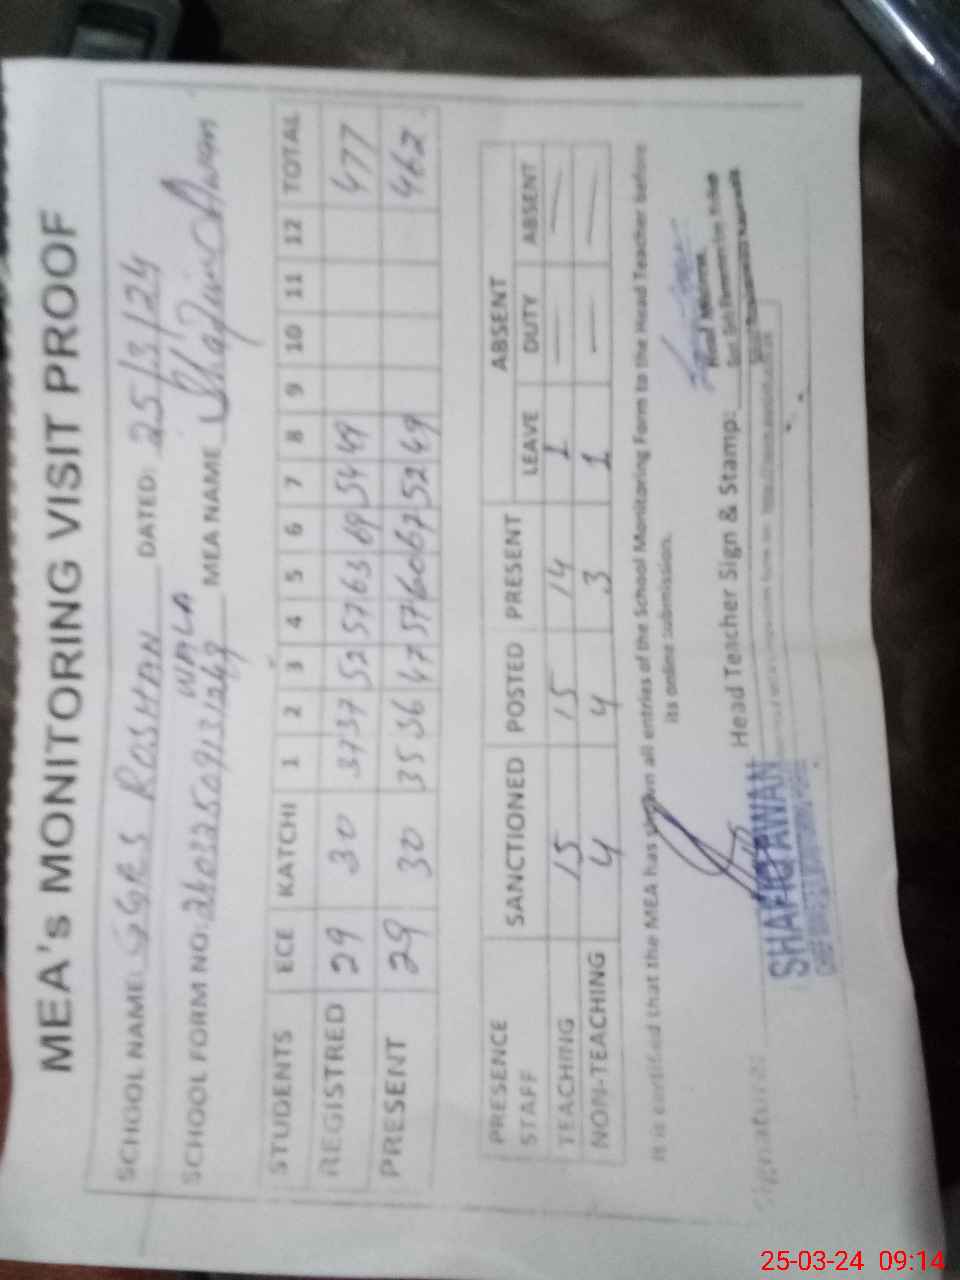 MEA's MONITORING VISIT PROOF
SCHOOL NAME: GGHS ROSHAN WALA DATED: 25/3/24
SCHOOL FORM NO: MEA NAME Shafique Awan
STUDENTS ECE KATCHI 1 2 3 4 5 6 7 8 9 10 11 12 TOTAL
REGISTRED 29 30 37 37 52 57 63 69 54 49 477
PRESENT 29 30 35 36 47 57 60 67 52 49 462
PRESENCE STAFF SANCTIONED POSTED PRESENT ABSENT
LEAVE DUTY ABSENT
TEACHING 15 15 14 1 — —
NON-TEACHING 4 4 3 1 — —
It is certified that the MEA has shown all entries of the School Monitoring Form to the Head Teacher before
its online submission.
Head Teacher Sign & Stamp:
Signature
SHAFIQ AWAN
25-03-24 09:14